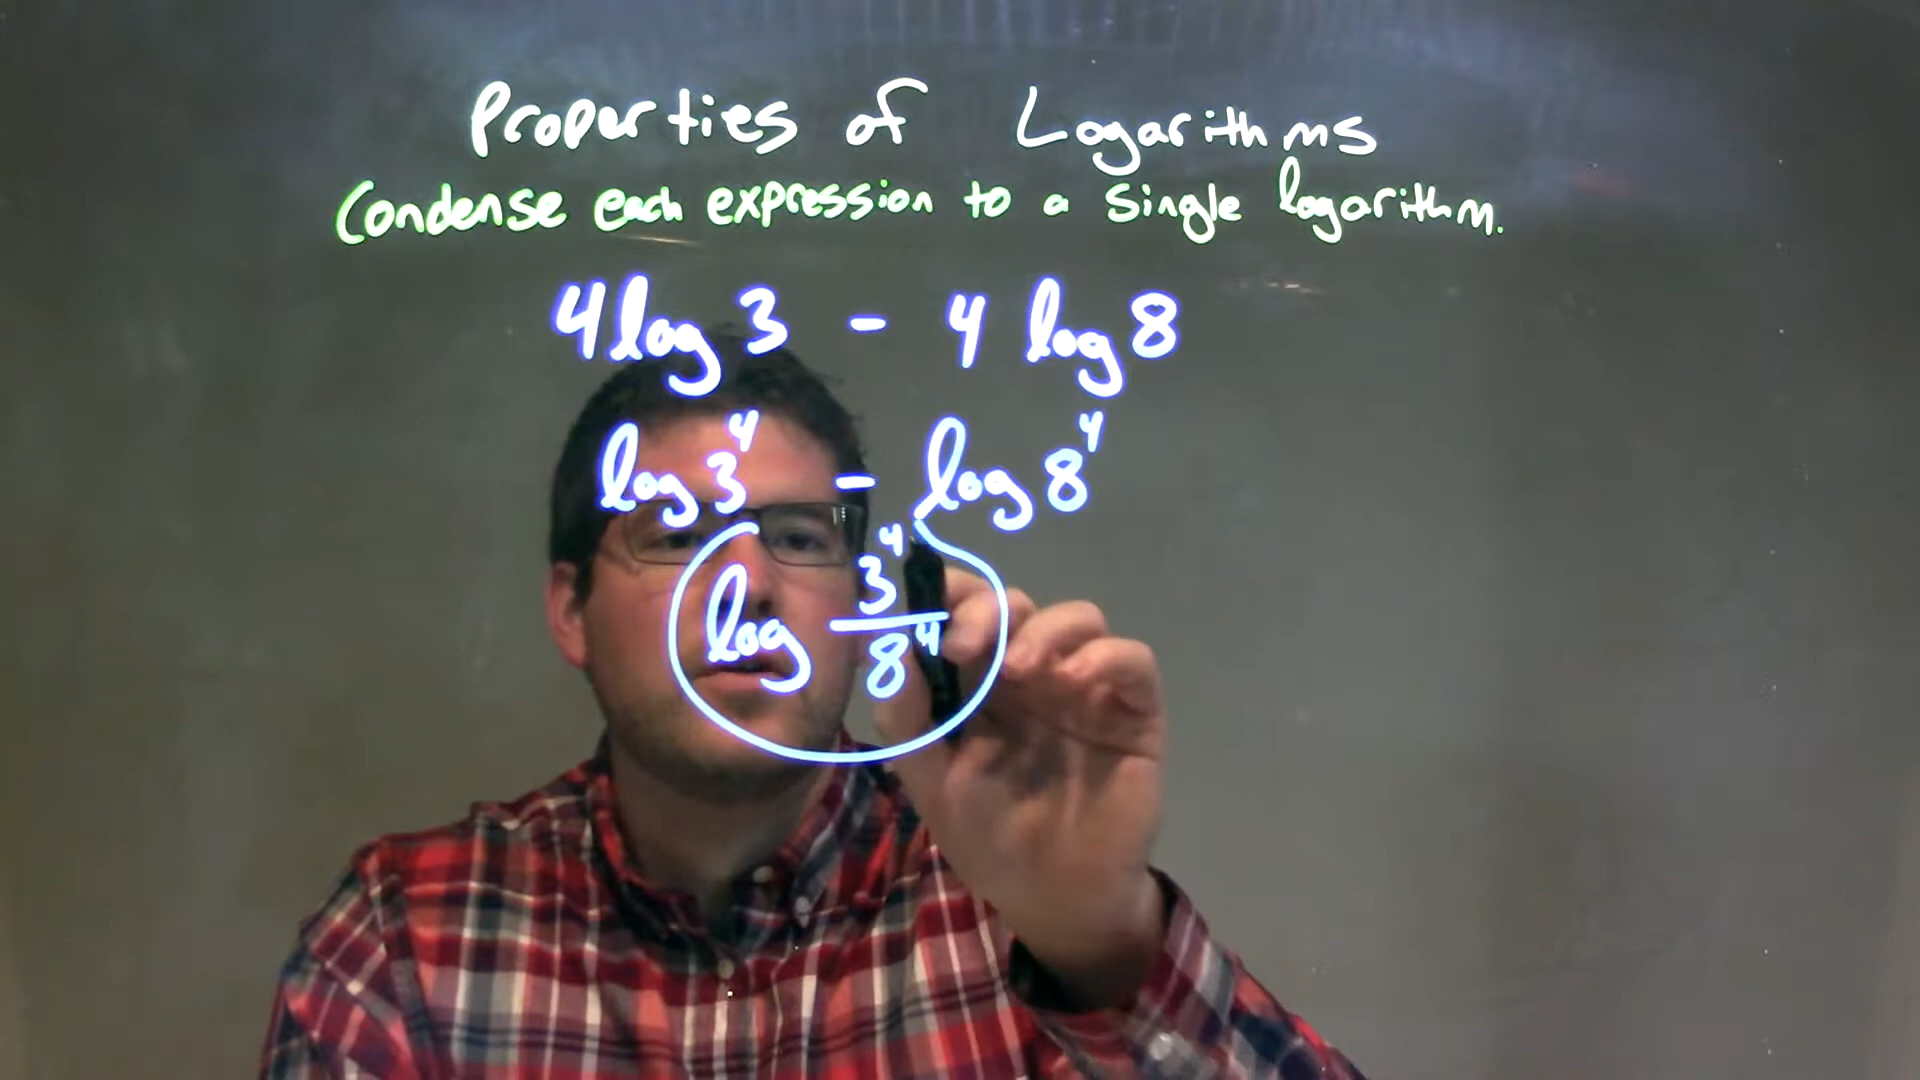 Properties of Logarithms
Condense each expression to a single logarithm.
4 log 3 - 4 log 8
log 3⁴ - log 8⁴
log 3⁴/8⁴